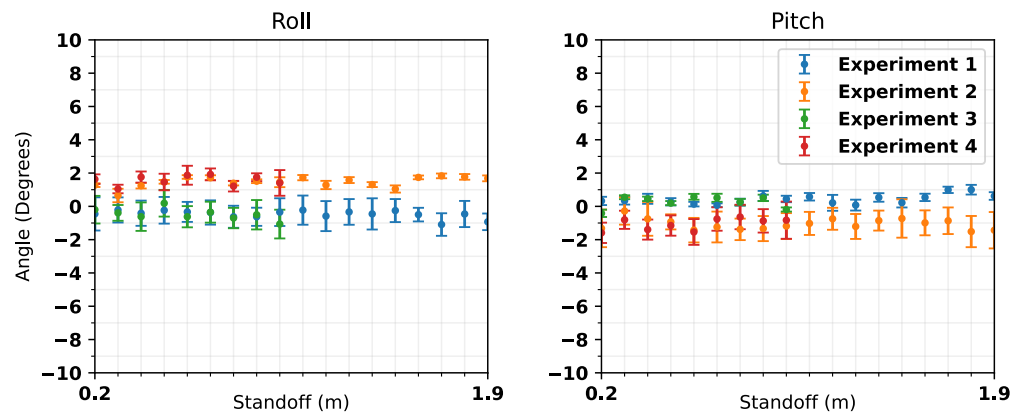 Roll
Pitch
10
8
6
4
2
0
−2
−4
−6
−8
−10
Angle (Degrees)
0.2
Standoff (m)
1.9
10
8
6
4
2
0
−2
−4
−6
−8
−10
0.2
Standoff (m)
1.9
Experiment 1
Experiment 2
Experiment 3
Experiment 4